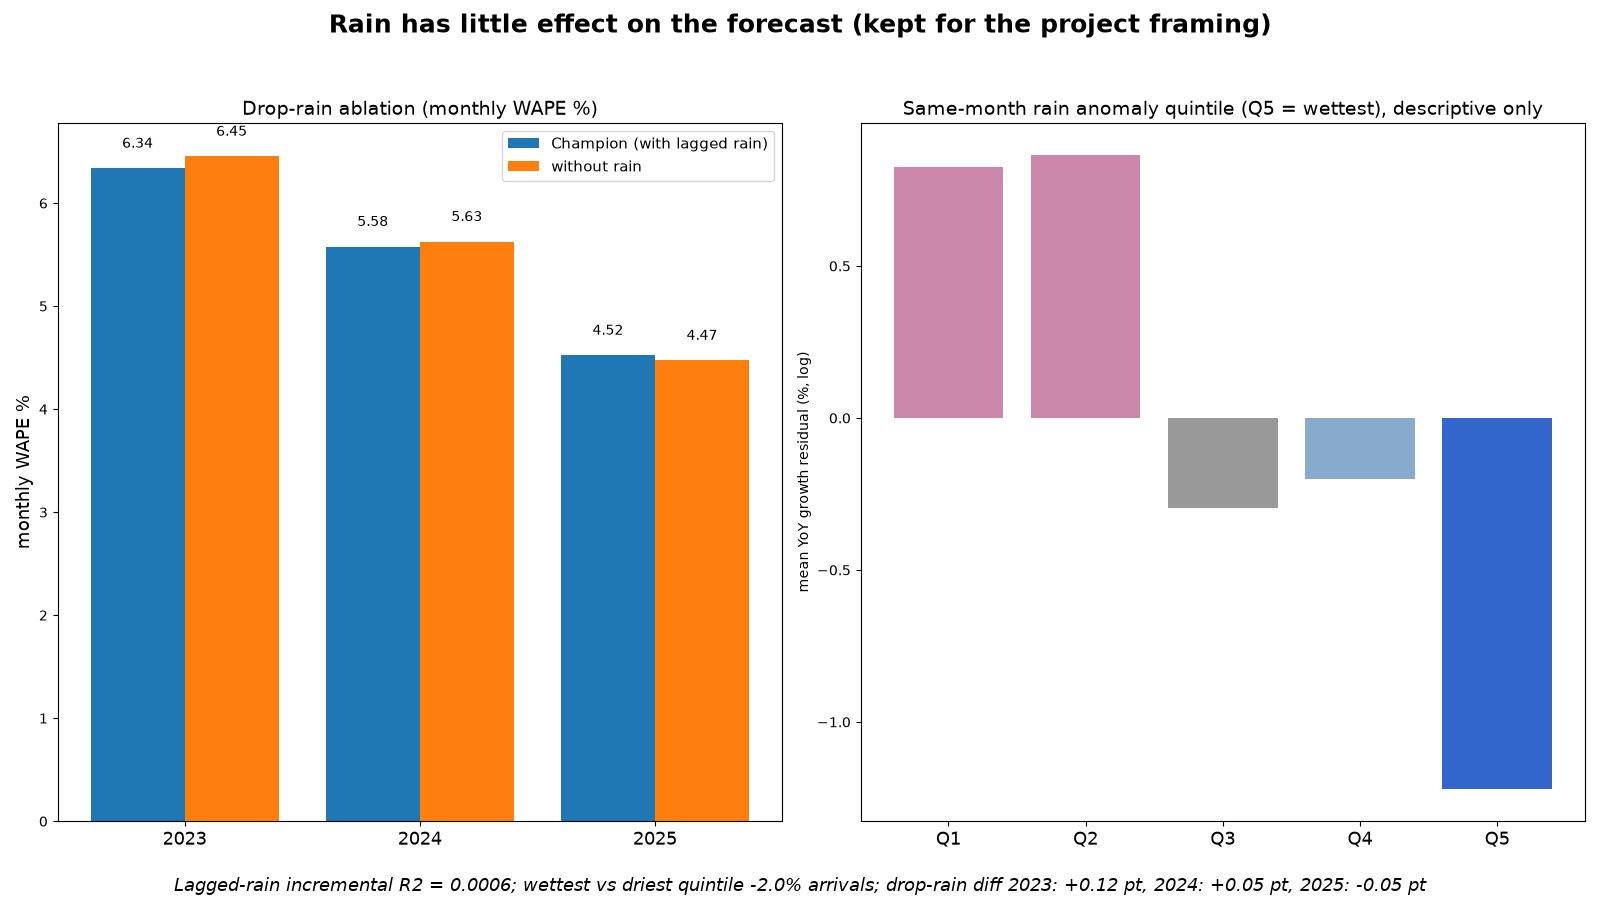 Rain has little effect on the forecast (kept for the project framing)
Drop-rain ablation (monthly WAPE %)
monthly WAPE %
0
1
2
3
4
5
6
6.34
6.45
5.58
5.63
4.52
4.47
Champion (with lagged rain)
without rain
2023
2024
2025
Same-month rain anomaly quintile (Q5 = wettest), descriptive only
mean YoY growth residual (%, log)
0.5
0.0
−0.5
−1.0
Q1
Q2
Q3
Q4
Q5
Lagged-rain incremental R2 = 0.0006; wettest vs driest quintile -2.0% arrivals; drop-rain diff 2023: +0.12 pt, 2024: +0.05 pt, 2025: -0.05 pt